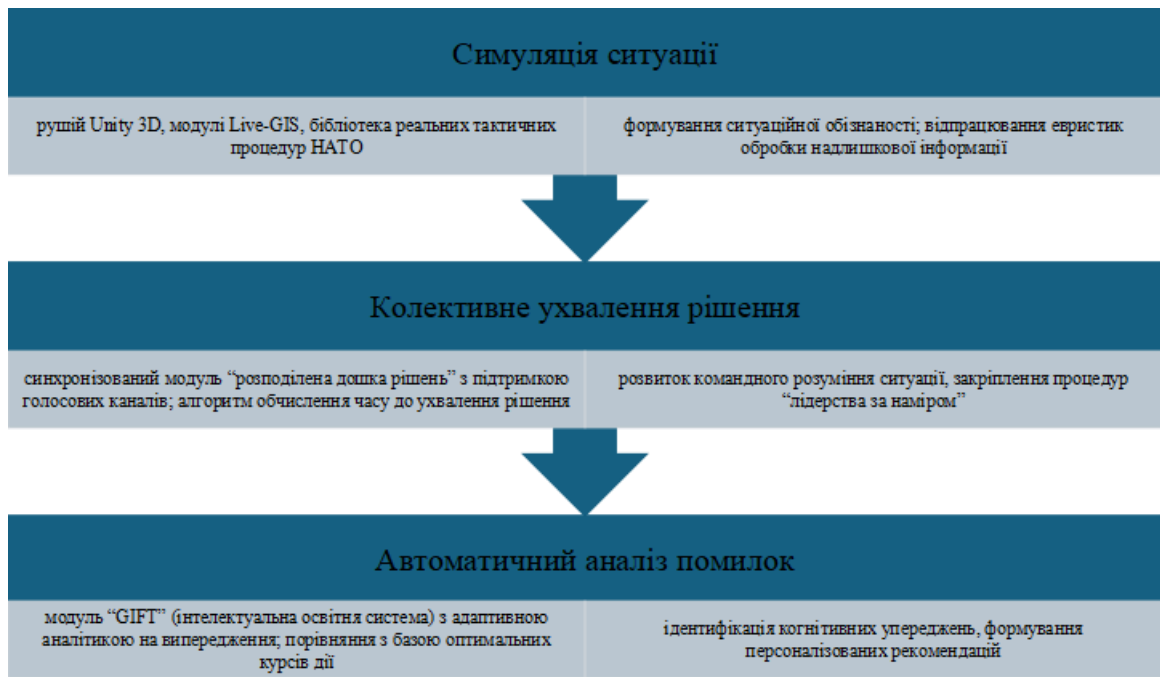 Симуляція ситуації
рушій Unity 3D, модулі Live-GIS, бібліотека реальних тактичних
процедур НАТО
формування ситуаційної обізнаності; відпрацювання евристик
обробки надлишкової інформації
Колективне ухвалення рішення
синхронізований модуль “розподілена дошка рішень” з підтримкою
голосових каналів; алгоритм обчислення часу до ухвалення рішення
розвиток командного розуміння ситуації, закріплення процедур
“лідерства за наміром”
Автоматичний аналіз помилок
модуль “GIFT” (інтелектуальна освітня система) з адаптивною
аналітикою на випередження; порівняння з базою оптимальних
курсів дії
ідентифікація когнітивних упереджень, формування
персоналізованих рекомендацій